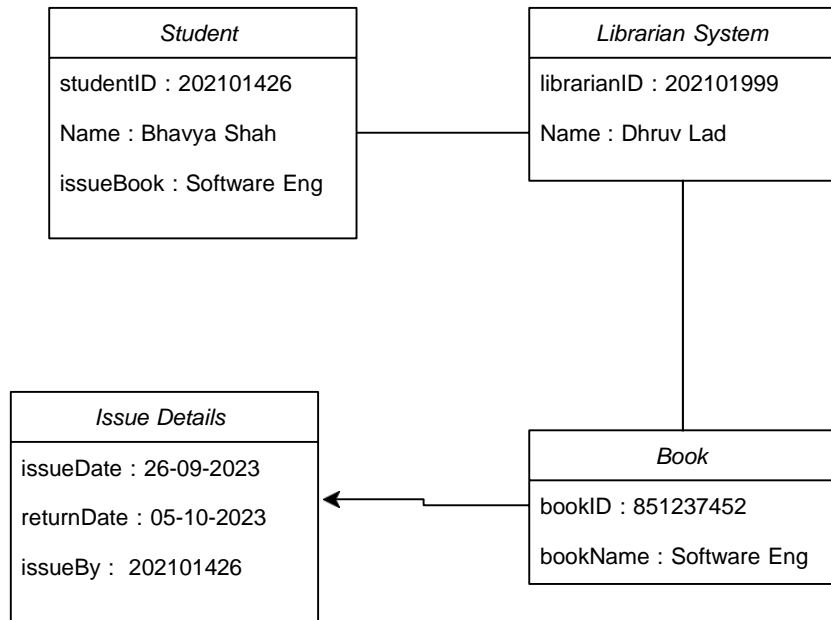 Student
studentID : 202101426
Name : Bhavya Shah
issueBook : Software Eng
Librarian System
librarianID : 202101999
Name : Dhruv Lad
Issue Details
issueDate : 26-09-2023
returnDate : 05-10-2023
issueBy :  202101426
Book
bookID : 851237452
bookName : Software Eng